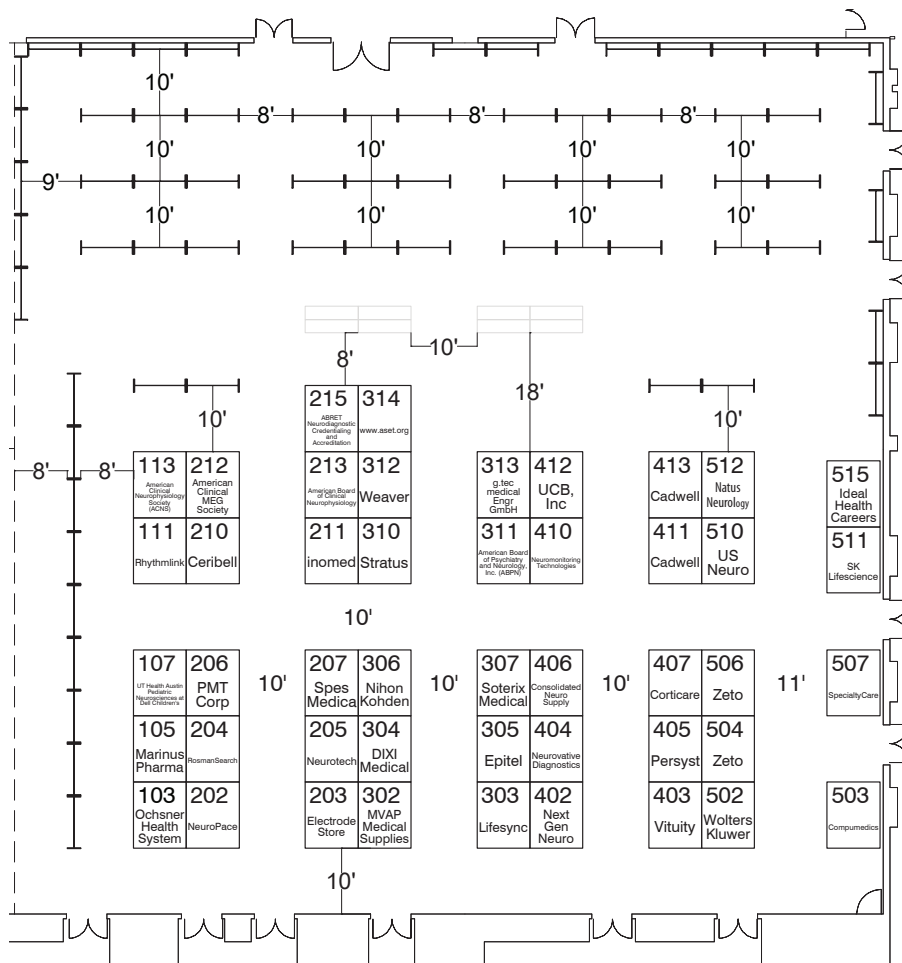 10'
8'
8'
8'
10'
10'
10'
10'
9'
10'
10'
10'
10'
8'
10'
18'
10'
10'
8'
8'
215
ABRET
Neurodiagnostic
Credentialing
and
Accreditation
314
www.aset.org
113
American
Clinical
Neurophysiology
Society
(ACNS)
212
American
Clinical
MEG
Society
213
American Board
of Clinical
Neurophysiology
312
Weaver
313
g.tec
medical
Engr
GmbH
412
UCB,
Inc
413
Cadwell
512
Natus
Neurology
515
Ideal
Health
Careers
111
Rhythmlink
210
Ceribell
211
inomed
310
Stratus
311
American Board
of Psychiatry
and Neurology,
Inc. (ABPN)
410
Neuromonitoring
Technologies
411
Cadwell
510
US
Neuro
511
SK
Lifescience
10'
107
UT Health Austin
Pediatric
Neurosciences at
Dell Children's
206
PMT
Corp
10'
207
Spes
Medica
306
Nihon
Kohden
10'
307
Soterix
Medical
406
Consolidated
Neuro
Supply
10'
407
Corticare
506
Zeto
11'
507
SpecialtyCare
105
Marinus
Pharma
204
RosmanSearch
205
Neurotech
304
DIXI
Medical
305
Epitel
404
Neurovative
Diagnostics
405
Persyst
504
Zeto
103
Ochsner
Health
System
202
NeuroPace
203
Electrode
Store
302
MVAP
Medical
Supplies
303
Lifesync
402
Next
Gen
Neuro
403
Vituity
502
Wolters
Kluwer
503
Compumedics
10'